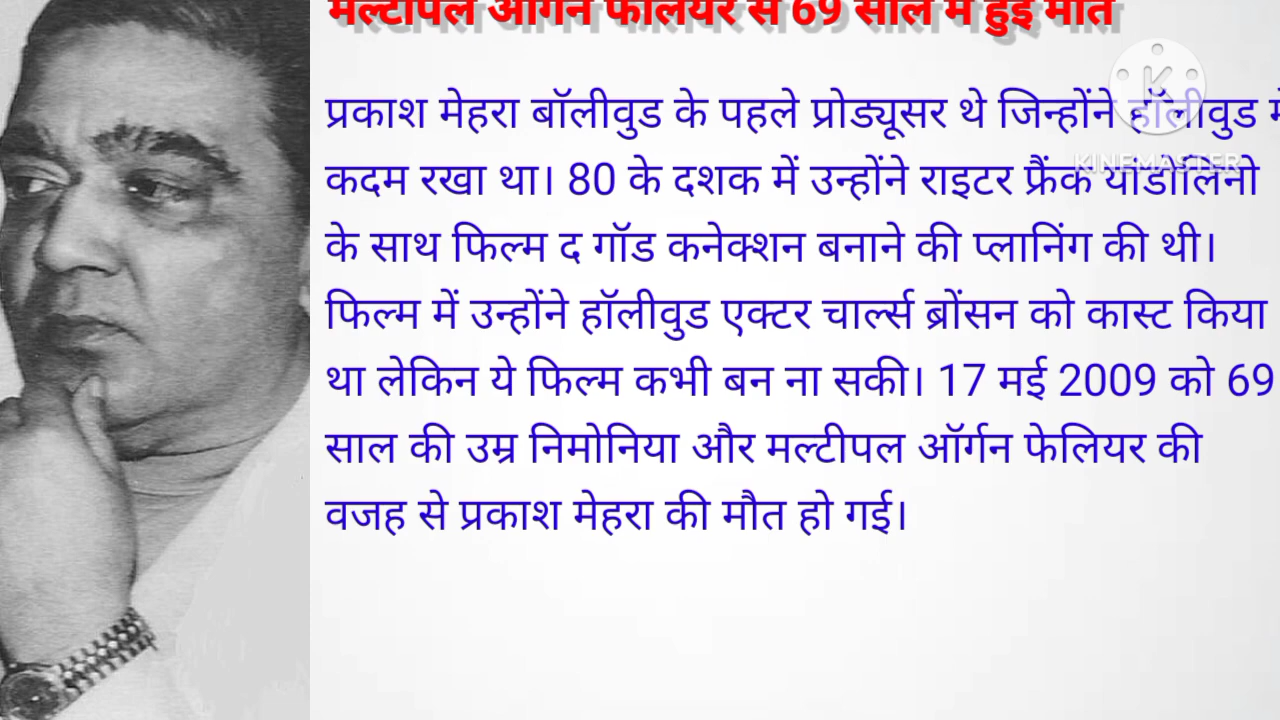 मल्टीपल ऑर्गन फेलियर से 69 साल में हुई मौत
प्रकाश मेहरा बॉलीवुड के पहले प्रोड्यूसर थे जिन्होंने हॉलीवुड में
कदम रखा था। 80 के दशक में उन्होंने राइटर फ्रैंक यांडोलिनो
के साथ फिल्म द गॉड कनेक्शन बनाने की प्लानिंग की थी।
फिल्म में उन्होंने हॉलीवुड एक्टर चार्ल्स ब्रोंसन को कास्ट किया
था लेकिन ये फिल्म कभी बन ना सकी। 17 मई 2009 को 69
साल की उम्र निमोनिया और मल्टीपल ऑर्गन फेलियर की
वजह से प्रकाश मेहरा की मौत हो गई।
K
KINEMASTER